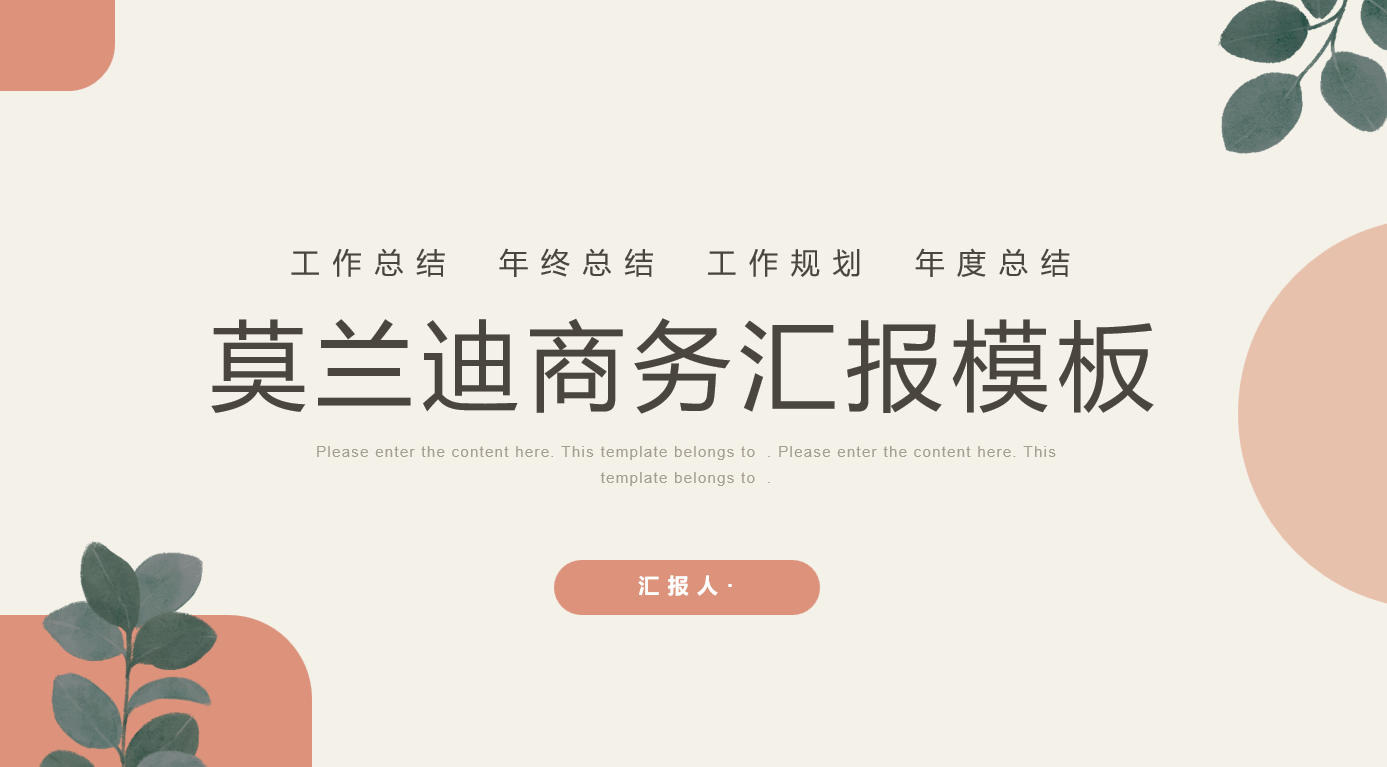 工作总结 年终总结 工作规划 年度总结
莫兰迪商务汇报模板
Please enter the content here. This template belongs to  . Please enter the content here. This
template belongs to  .
汇报人·